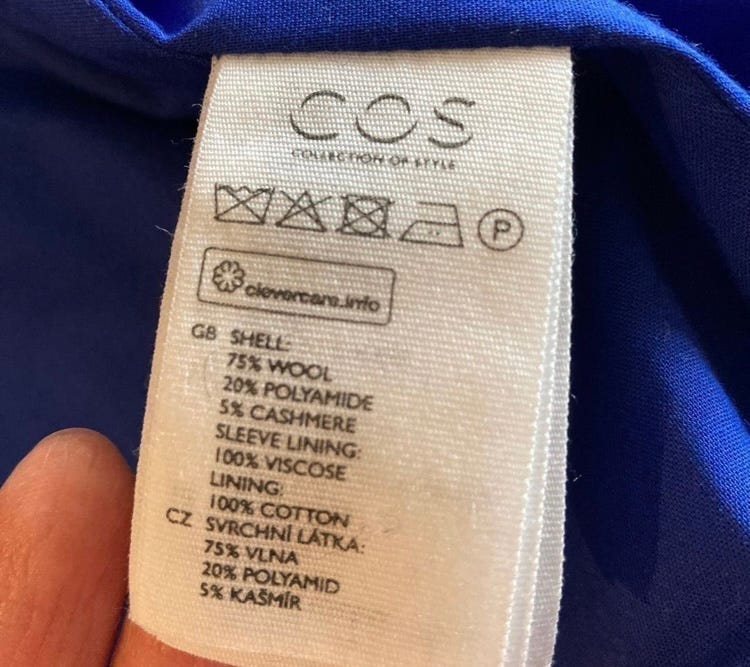 COS
COLLECTION OF STYLE
P
clevercare.info
GB SHELL:
75% WOOL
20% POLYAMIDE
5% CASHMERE
SLEEVE LINING:
100% VISCOSE
LINING:
100% COTTON
CZ SVRCHNÍ LÁTKA:
75% VLNA
20% POLYAMID
5% KAŠMÍR